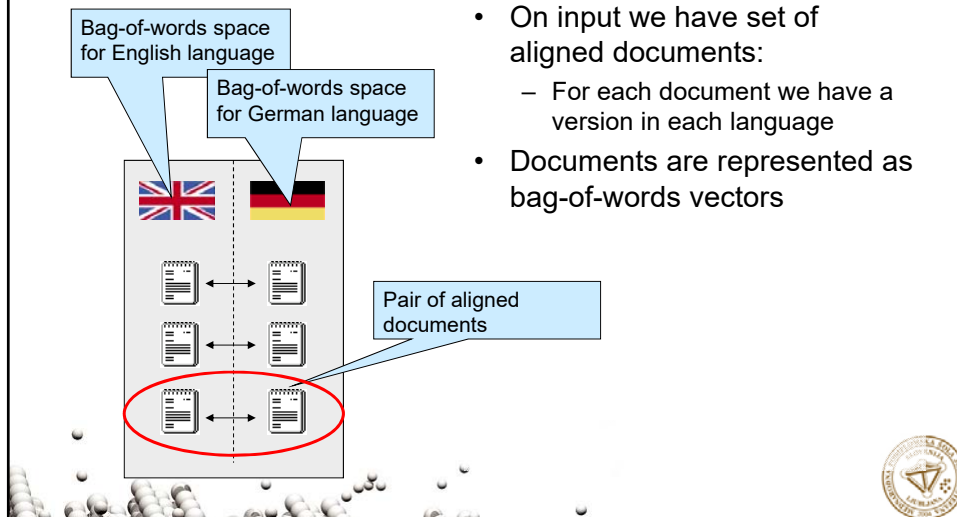 Bag-of-words space
for English language
Bag-of-words space
for German language
Pair of aligned
documents
• On input we have set of
aligned documents:
– For each document we have a
version in each language
• Documents are represented as
bag-of-words vectors